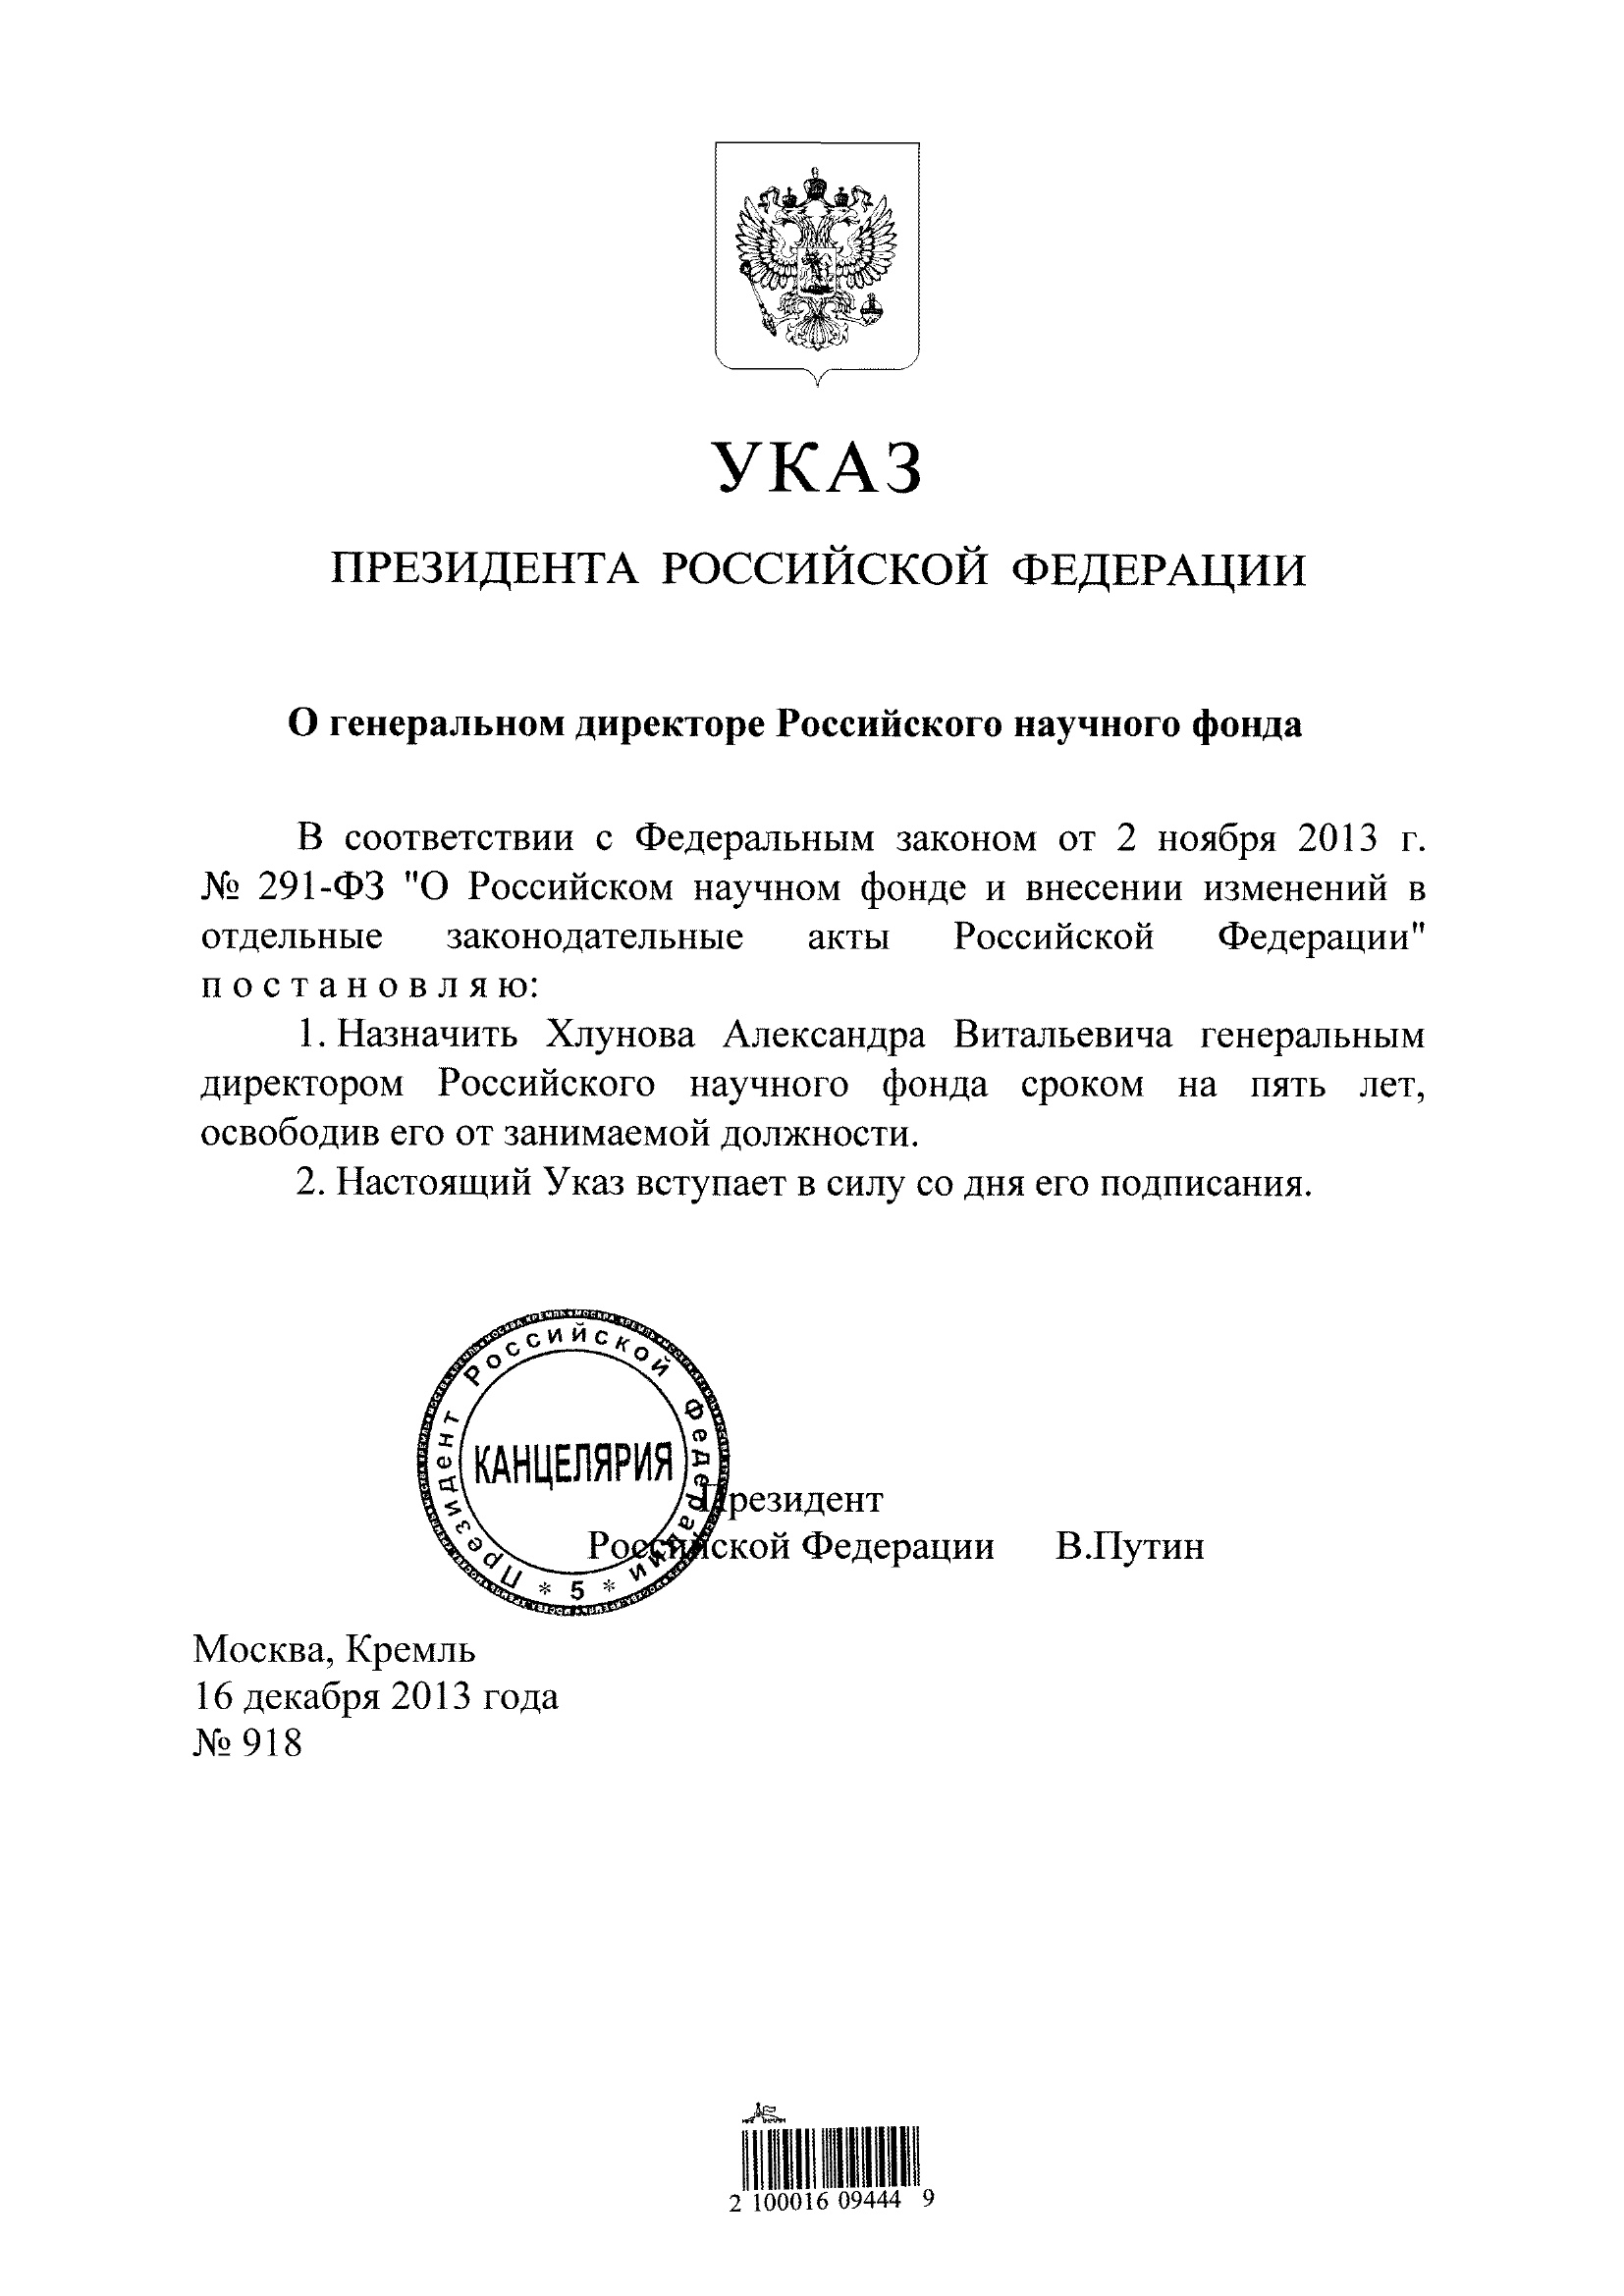 УКАЗ
ПРЕЗИДЕНТА РОССИЙСКОЙ ФЕДЕРАЦИИ
О генеральном директоре Российского научного фонда
В соответствии с Федеральным законом от 2 ноября 2013 г.
№ 291-ФЗ "О Российском научном фонде и внесении изменений в
отдельные законодательные акты Российской Федерации"
п о с т а н о в л я ю:
1. Назначить Хлунова Александра Витальевича генеральным
директором Российского научного фонда сроком на пять лет,
освободив его от занимаемой должности.
2. Настоящий Указ вступает в силу со дня его подписания.
Президент Российской Федерации
КАНЦЕЛЯРИЯ
* 5 *
Президент
Российской Федерации В.Путин
Москва, Кремль
16 декабря 2013 года
№ 918
2 100016 09444 9